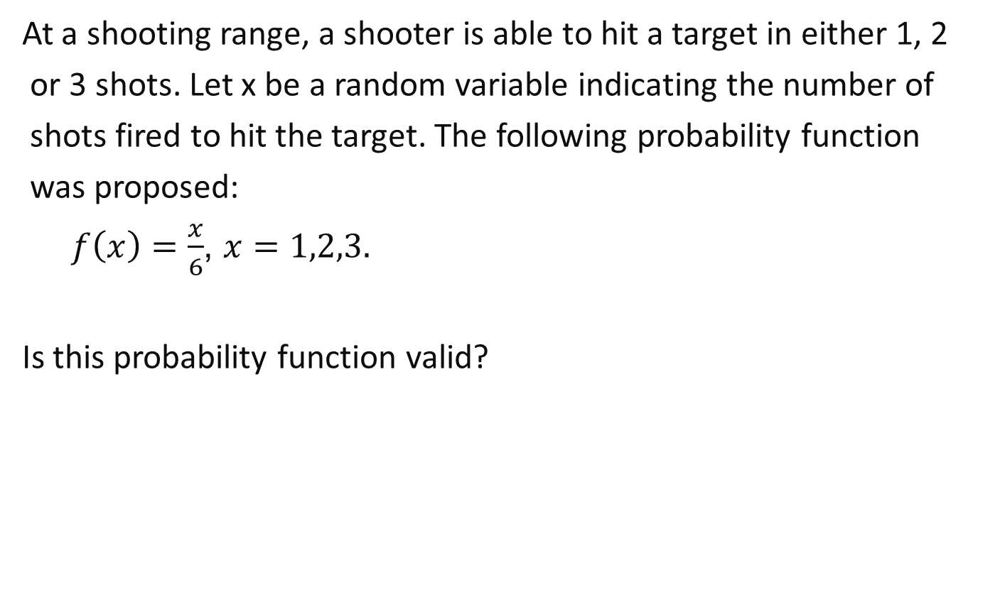 At a shooting range, a shooter is able to hit a target in either 1, 2
or 3 shots. Let x be a random variable indicating the number of
shots fired to hit the target. The following probability function
was proposed:
f(x) = x/6, x = 1,2,3.
Is this probability function valid?